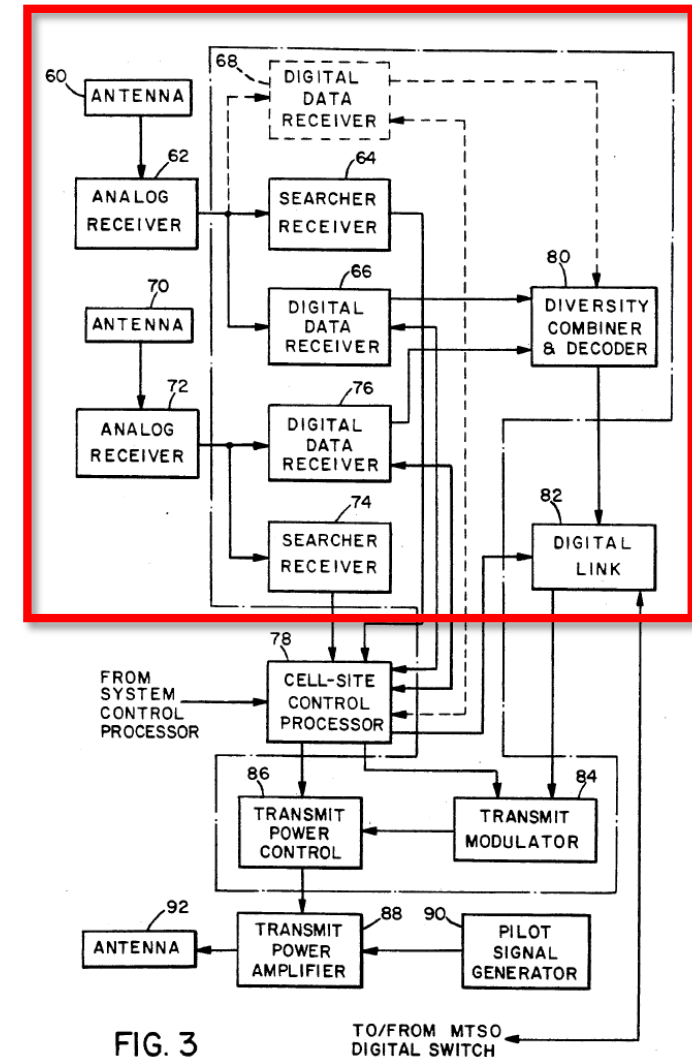 60
ANTENNA
68
DIGITAL
DATA
RECEIVER
62
ANALOG
RECEIVER
64
SEARCHER
RECEIVER
70
ANTENNA
66
DIGITAL
DATA
RECEIVER
80
DIVERSITY
COMBINER
& DECODER
72
ANALOG
RECEIVER
76
DIGITAL
DATA
RECEIVER
74
SEARCHER
RECEIVER
82
DIGITAL
LINK
78
CELL-SITE
CONTROL
PROCESSOR
FROM
SYSTEM
CONTROL
PROCESSOR
86
TRANSMIT
POWER
CONTROL
84
TRANSMIT
MODULATOR
92
ANTENNA
88
TRANSMIT
POWER
AMPLIFIER
90
PILOT
SIGNAL
GENERATOR
FIG. 3
TO/FROM MTSO
DIGITAL SWITCH